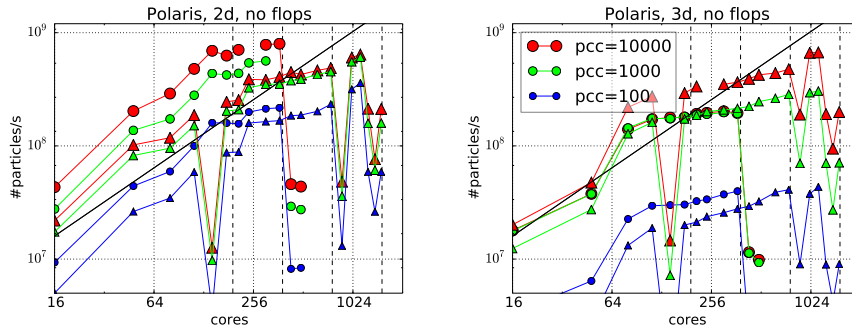 Polaris, 2d, no flops
10⁹
10⁸
10⁷
#particles/s
16
64
256
1024
cores
Polaris, 3d, no flops
pcc=10000
pcc=1000
pcc=100
10⁹
10⁸
10⁷
#particles/s
16
64
256
1024
cores